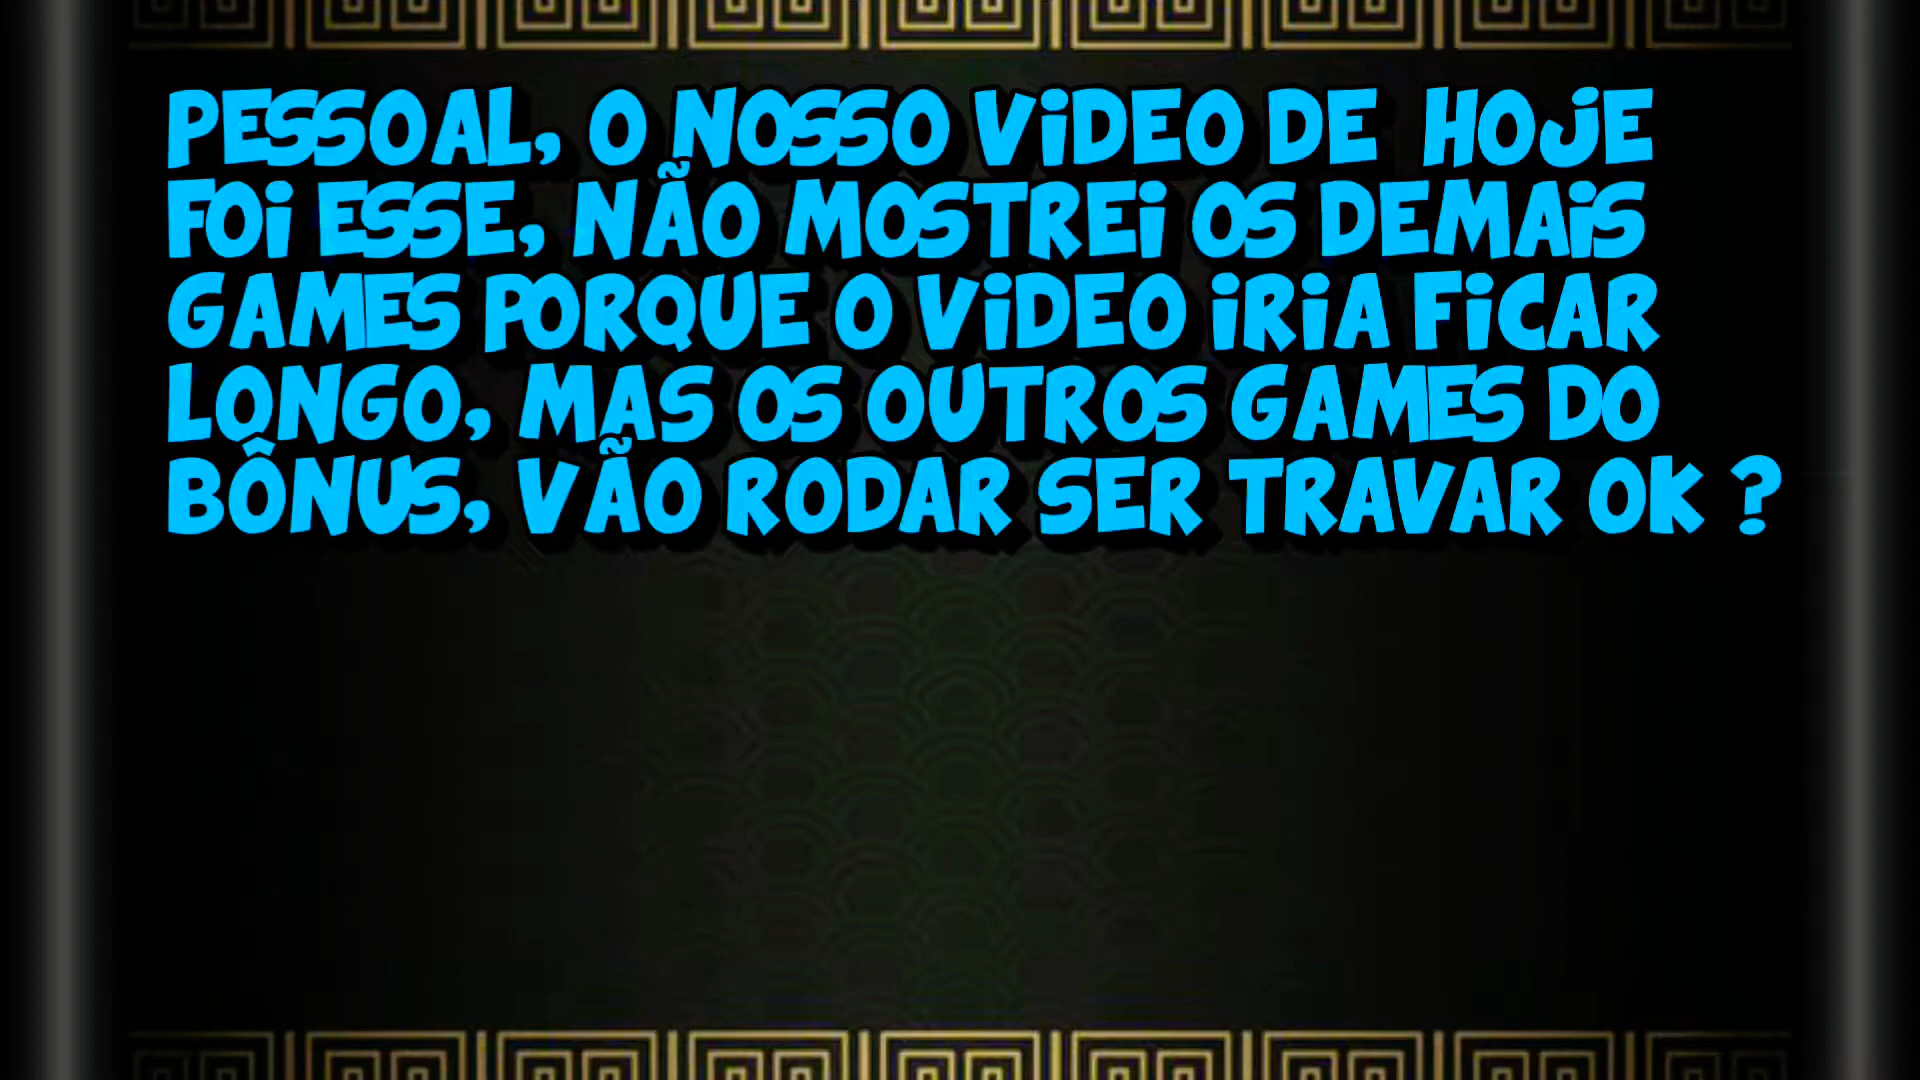 PESSOAL, O NOSSO VIDEO DE HOJE
FOI ESSE, NÃO MOSTREI OS DEMAIS
GAMES PORQUE O VIDEO IRIA FICAR
LONGO, MAS OS OUTROS GAMES DO
BÔNUS, VÃO RODAR SER TRAVAR OK ?